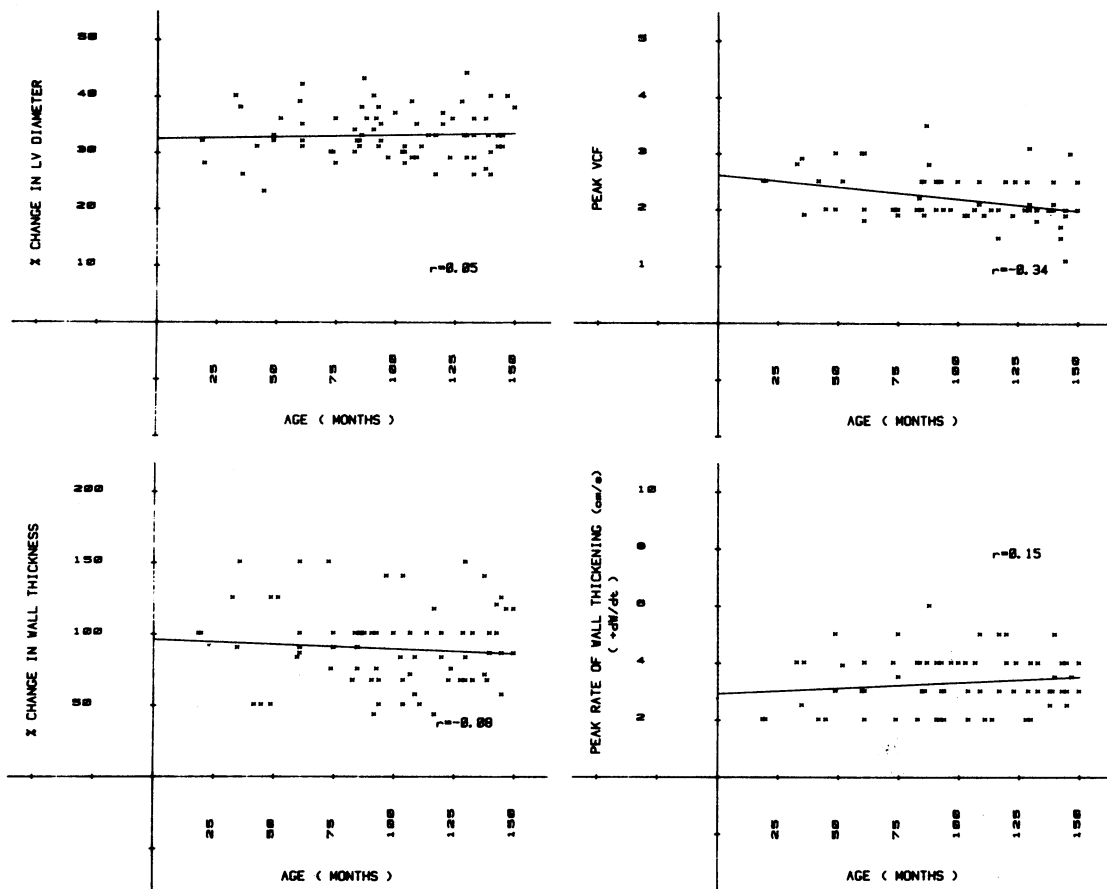 50
40
30
20
10
% CHANGE IN LV DIAMETER
r=0.05
25 50 75 100 125 150
AGE ( MONTHS )
5
4
3
2
1
PEAK VCF
r=-0.34
25 50 75 100 125 150
AGE ( MONTHS )
200
150
100
50
% CHANGE IN WALL THICKNESS
r=-0.08
25 50 75 100 125 150
AGE ( MONTHS )
10
8
6
4
2
PEAK RATE OF WALL THICKENING (cm/s)
( +dW/dt )
r=0.15
25 50 75 100 125 150
AGE ( MONTHS )